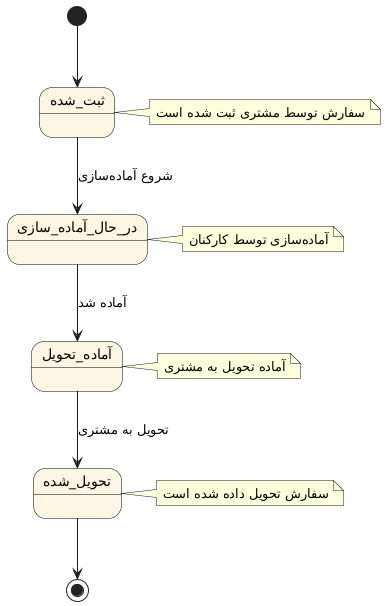 ثبت_شده
سفارش توسط مشتری ثبت شده است
شروع آماده‌سازی
در_حال_آماده_سازی
آماده‌سازی توسط کارکنان
آماده شد
آماده_تحویل
آماده تحویل به مشتری
تحویل به مشتری
تحویل_شده
سفارش تحویل داده شده است